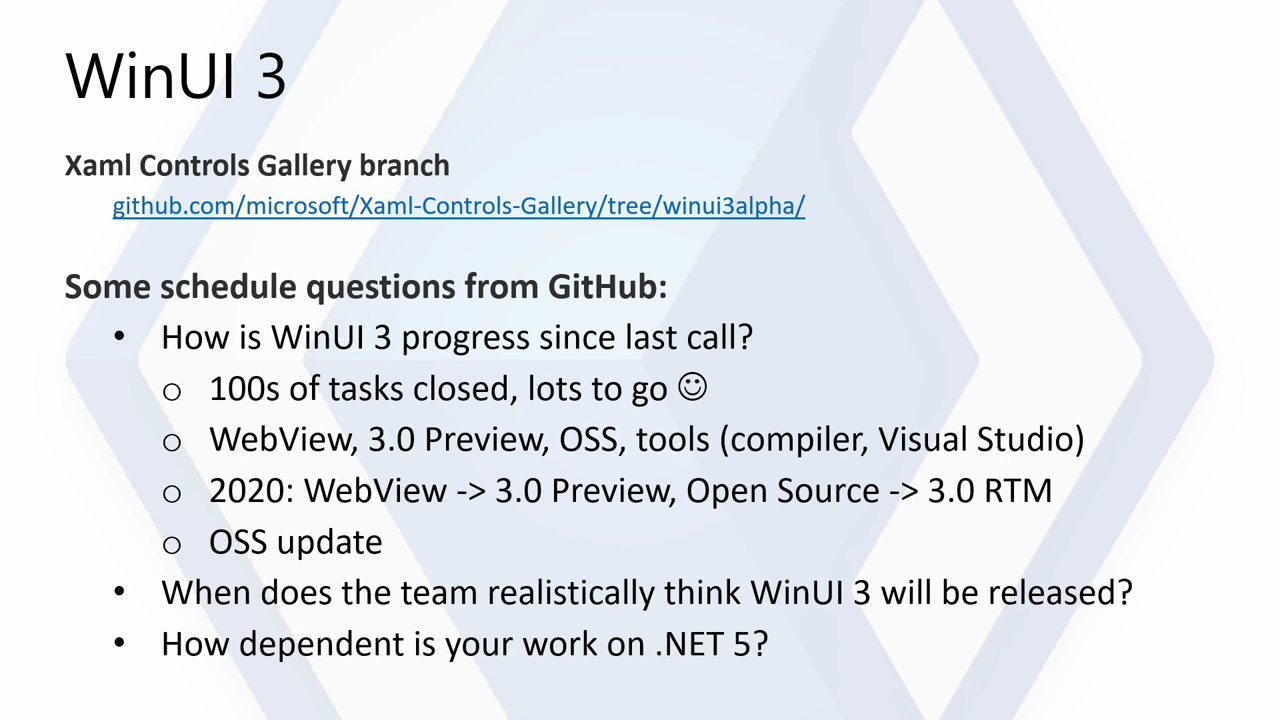 WinUI 3
Xaml Controls Gallery branch
github.com/microsoft/Xaml-Controls-Gallery/tree/winui3alpha/
Some schedule questions from GitHub:
• How is WinUI 3 progress since last call?
o 100s of tasks closed, lots to go ☺
o WebView, 3.0 Preview, OSS, tools (compiler, Visual Studio)
o 2020: WebView -> 3.0 Preview, Open Source -> 3.0 RTM
o OSS update
• When does the team realistically think WinUI 3 will be released?
• How dependent is your work on .NET 5?